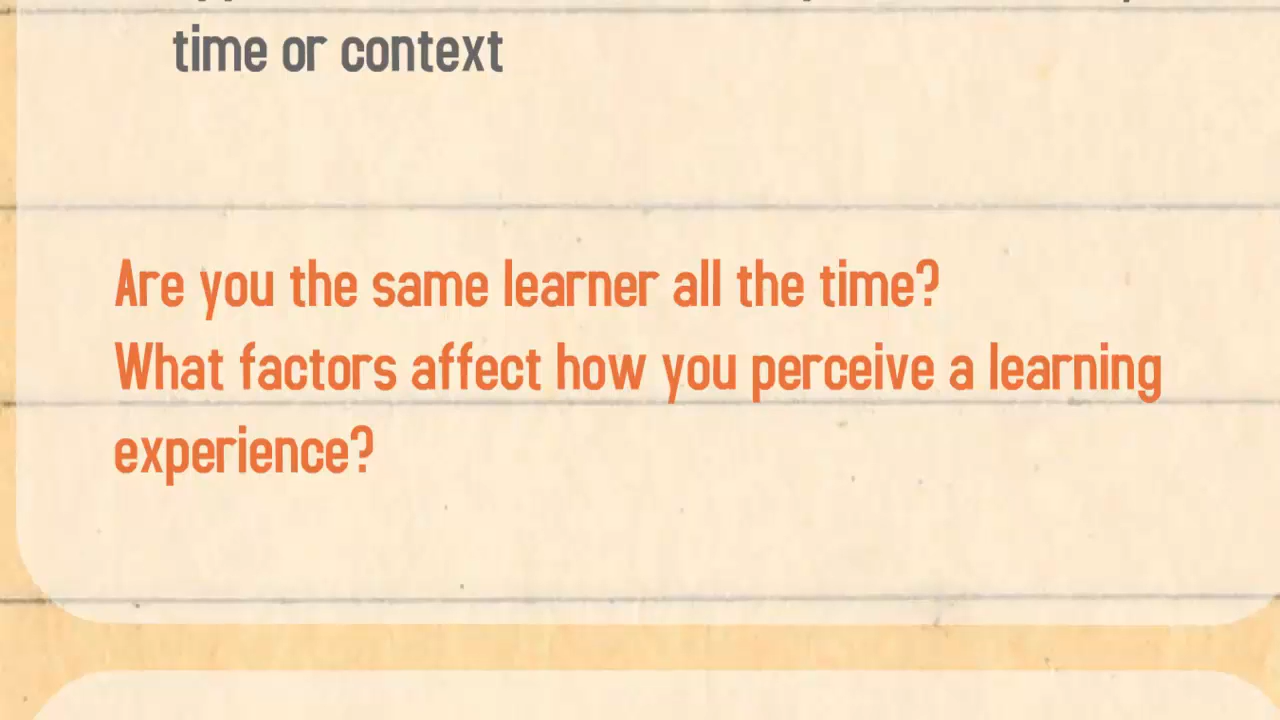 time or context
Are you the same learner all the time?
What factors affect how you perceive a learning
experience?